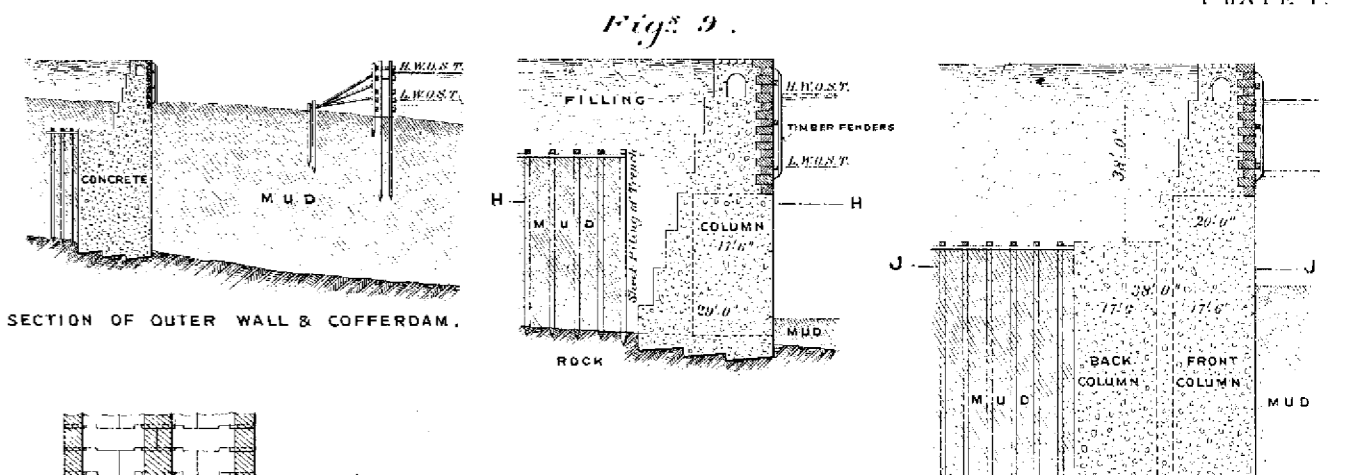 Figs. 9.
H.W.O.S.T.
L.W.O.S.T.
CONCRETE
MUD
SECTION OF OUTER WALL & COFFERDAM.
FILLING
H.W.O.S.T.
TIMBER FENDERS
L.W.O.S.T.
Sheet Piling of Trench
H
H
MUD
COLUMN
17'.6"
29'.0"
MUD
ROCK
38'.0"
20'.0"
J
J
38'.0"
17'.6"
17'.6"
BACK
COLUMN
FRONT
COLUMN
MUD
MUD